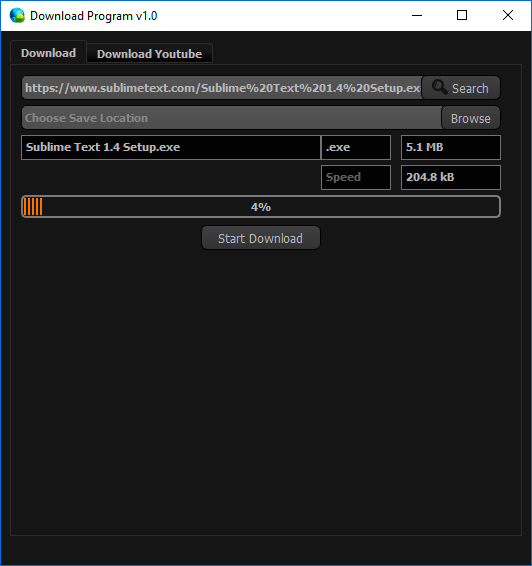 Download Program v1.0
Download Download Youtube
https://www.sublimetext.com/Sublime%20Text%201.4%20Setup.exe Search
Choose Save Location Browse
Sublime Text 1.4 Setup.exe .exe 5.1 MB
Speed 204.8 kB
4%
Start Download